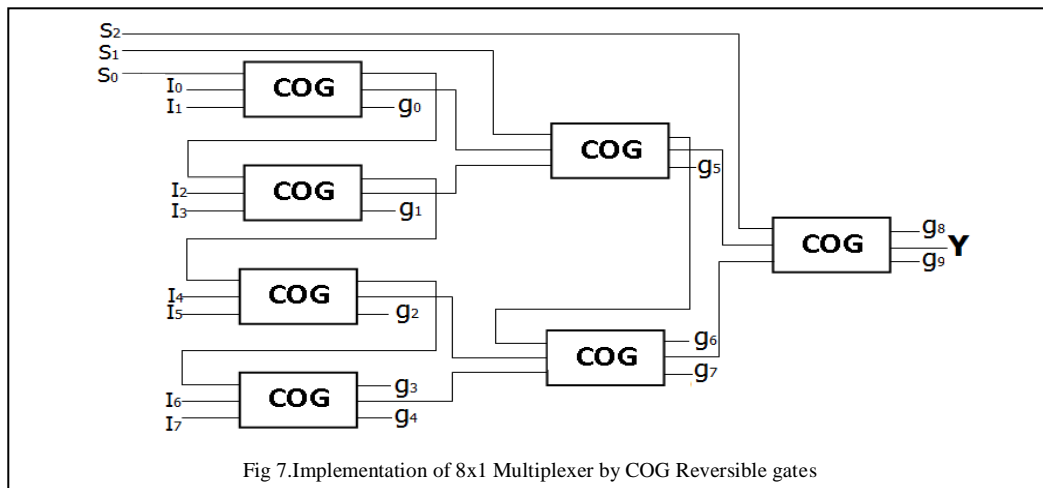 S2
S1
S0
I0
I1
COG
g0
COG
g5
I2
I3
COG
g1
COG
g8
Y
g9
I4
I5
COG
g2
COG
g6
g7
I6
I7
COG
g3
g4
Fig 7.Implementation of 8x1 Multiplexer by COG Reversible gates